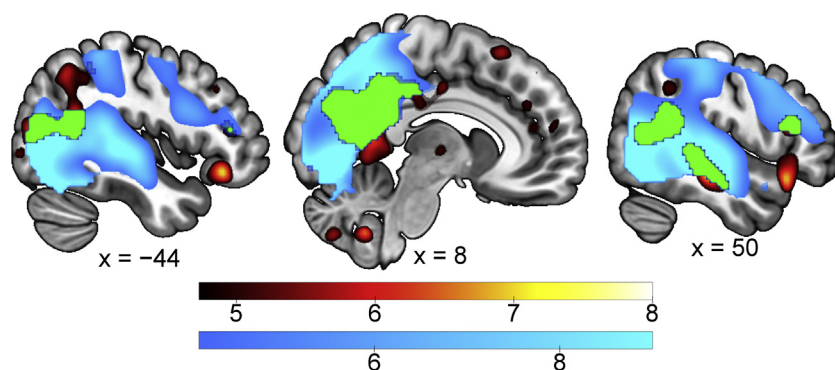 x = −44
x = 8
x = 50
5 6 7 8
6 8